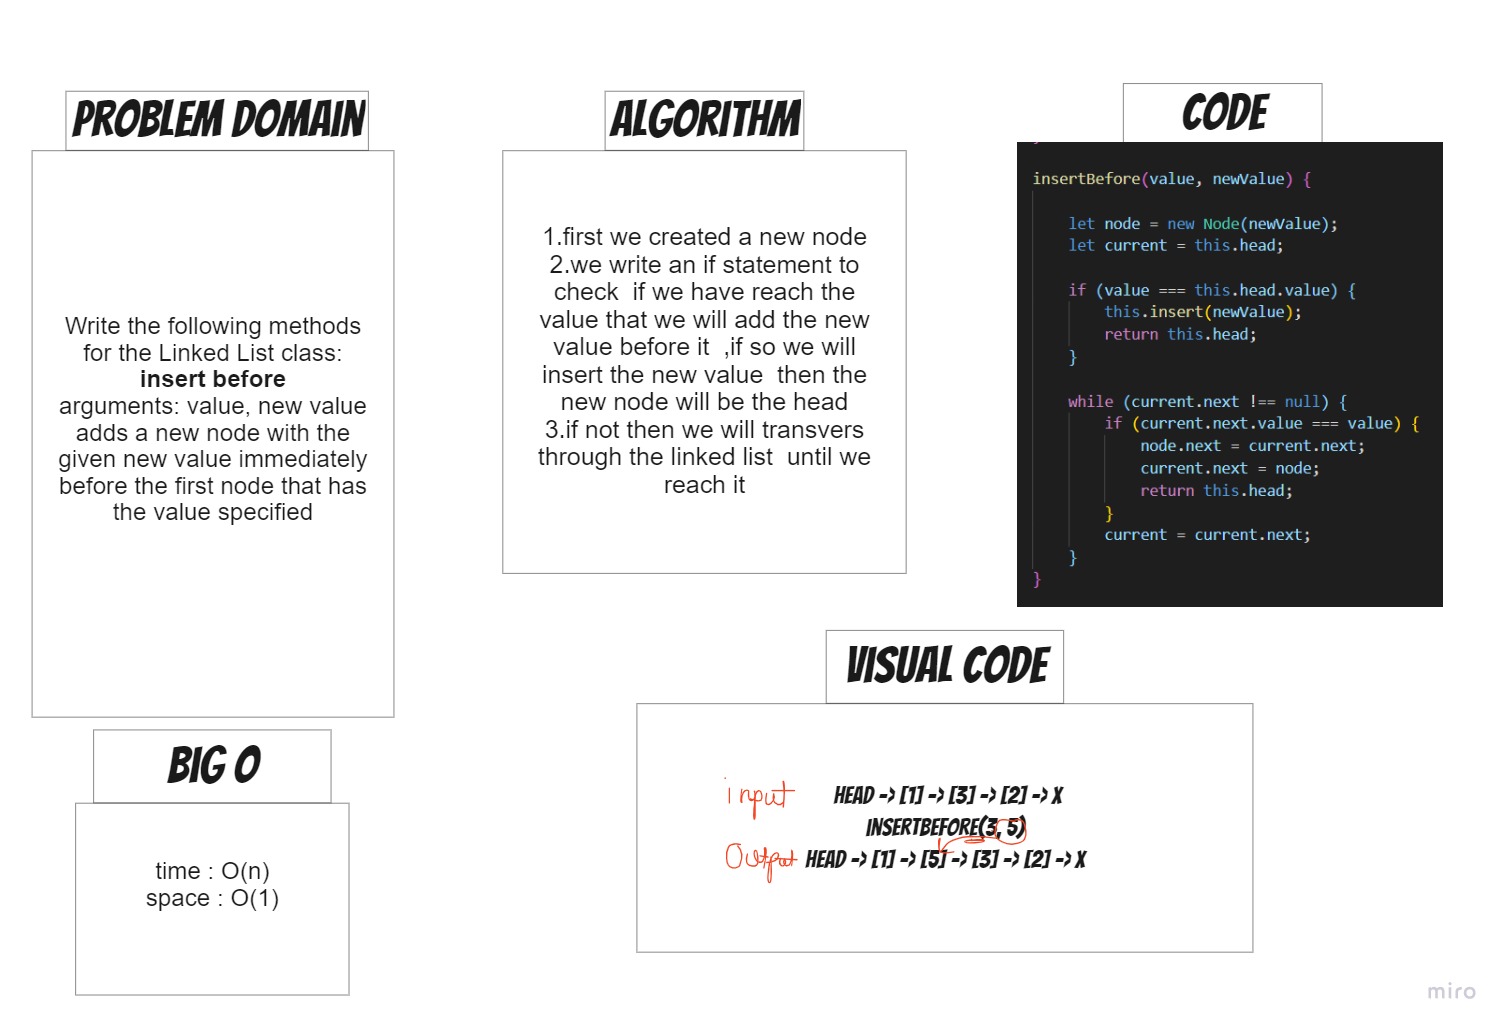 PROBLEM DOMAIN
Write the following methods
for the Linked List class:
insert before
arguments: value, new value
adds a new node with the
given new value immediately
before the first node that has
the value specified
BIG O
time : O(n)
space : O(1)
ALGORITHM
1.first we created a new node
2.we write an if statement to
check  if we have reach the
value that we will add the new
value before it  ,if so we will
insert the new value  then the
new node will be the head
3.if not then we will transvers
through the linked list  until we
reach it
CODE
insertBefore(value, newValue) {
let node = new Node(newValue);
let current = this.head;
if (value === this.head.value) {
this.insert(newValue);
return this.head;
}
while (current.next !== null) {
if (current.next.value === value) {
node.next = current.next;
current.next = node;
return this.head;
}
current = current.next;
}
}
VISUAL CODE
input HEAD -> [1] -> [3] -> [2] -> X
INSERTBEFORE(3, 5)
Output HEAD -> [1] -> [5] -> [3] -> [2] -> X
miro